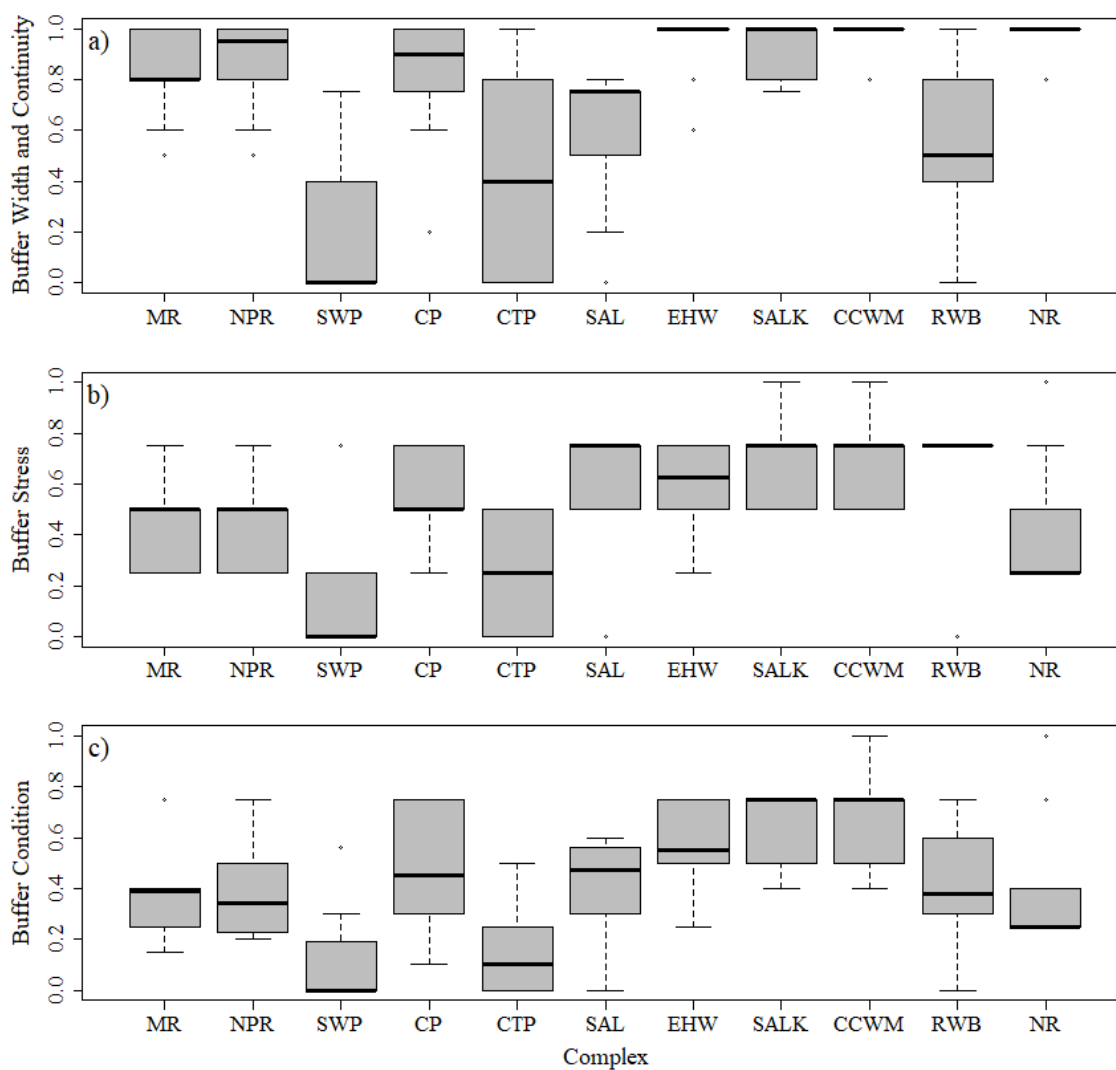 a)
Buffer Width and Continuity
1.0
0.8
0.6
0.4
0.2
0.0
MR NPR SWP CP CTP SAL EHW SALK CCWM RWB NR
b)
Buffer Stress
1.0
0.8
0.6
0.4
0.2
0.0
MR NPR SWP CP CTP SAL EHW SALK CCWM RWB NR
c)
Buffer Condition
1.0
0.8
0.6
0.4
0.2
0.0
MR NPR SWP CP CTP SAL EHW SALK CCWM RWB NR
Complex